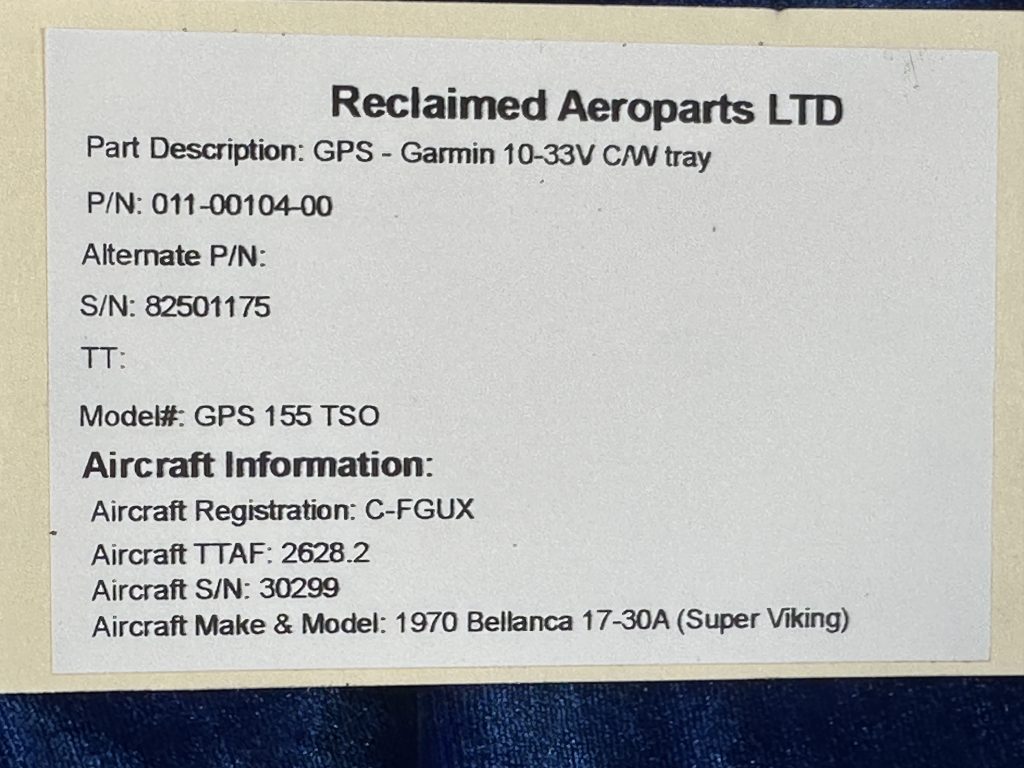 Reclaimed Aeroparts LTD
Part Description: GPS - Garmin 10-33V C/W tray
P/N: 011-00104-00
Alternate P/N:
S/N: 82501175
TT:
Model#: GPS 155 TSO
Aircraft Information:
Aircraft Registration: C-FGUX
Aircraft TTAF: 2628.2
Aircraft S/N: 30299
Aircraft Make & Model: 1970 Bellanca 17-30A (Super Viking)